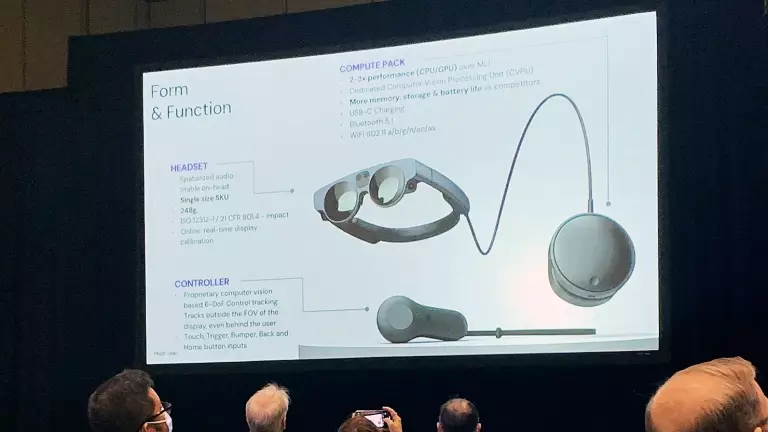 Form
& Function
COMPUTE PACK
2-3x performance (CPU/GPU) over ML1
Dedicated Computer Vision Processing Unit (CVPU)
More memory, storage & battery life vs competitors
USB-C Charging
Bluetooth 5.1
WiFi 802.11 a/b/g/n/ac/ax
HEADSET
Spatialized audio
Stable on-head
Single size SKU
248g
ISO 12312-1 / 21 CFR 801.4 - Impact
Online real-time display
calibration
CONTROLLER
Proprietary computer vision
based 6-DoF. Control tracking
Tracks outside the FOV of the
display, even behind the user
Touch, Trigger, Bumper, Back and
Home button inputs